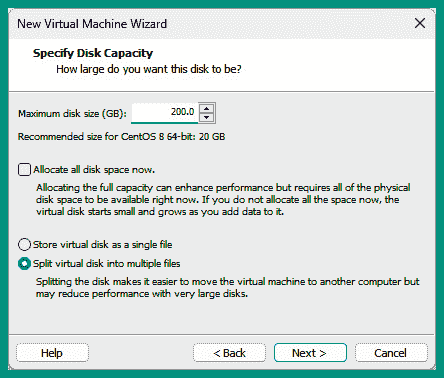 New Virtual Machine Wizard
Specify Disk Capacity
How large do you want this disk to be?
Maximum disk size (GB): 200.0
Recommended size for CentOS 8 64-bit: 20 GB
Allocate all disk space now.
Allocating the full capacity can enhance performance but requires all of the physical
disk space to be available right now. If you do not allocate all the space now, the
virtual disk starts small and grows as you add data to it.
Store virtual disk as a single file
Split virtual disk into multiple files
Splitting the disk makes it easier to move the virtual machine to another computer but
may reduce performance with very large disks.
Help < Back Next > Cancel